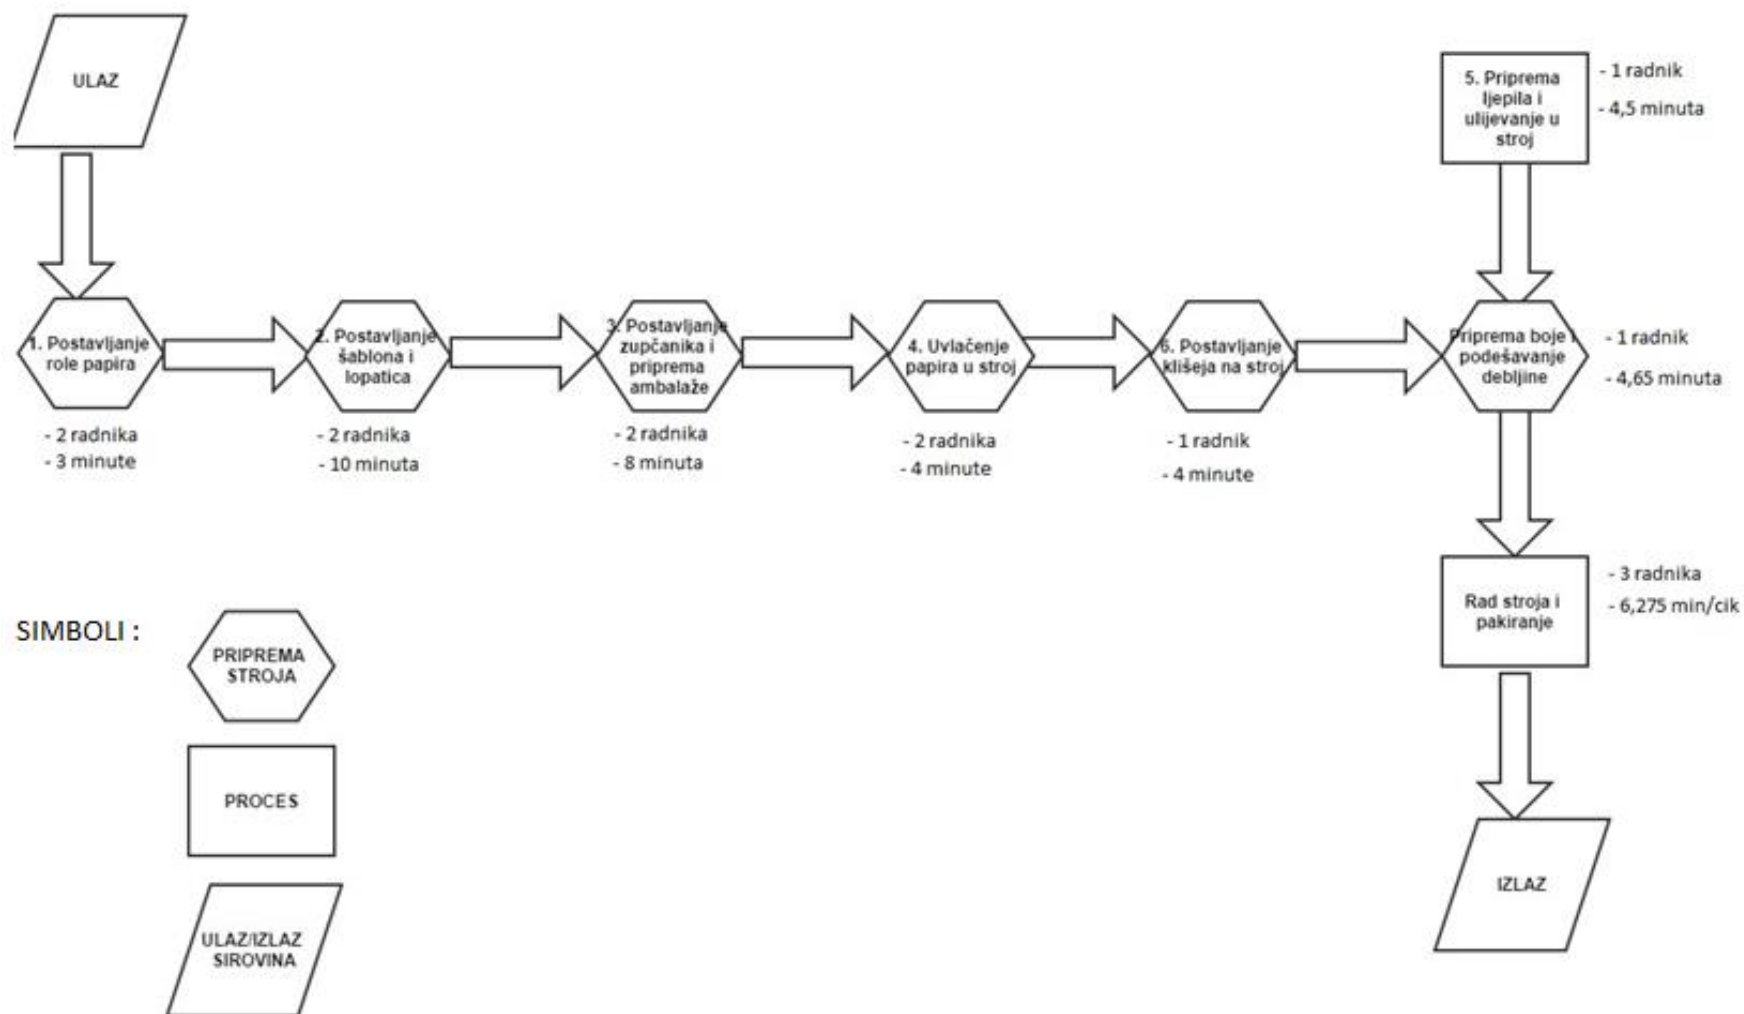 ULAZ
1. Postavljanje
role papira
- 2 radnika
- 3 minute
2. Postavljanje
šablona i
lopatica
- 2 radnika
- 10 minuta
3. Postavljanje
zupčanika i
priprema
ambalaže
- 2 radnika
- 8 minuta
4. Uvlačenje
papira u stroj
- 2 radnika
- 4 minute
6. Postavljanje
klišeja na stroj
- 1 radnik
- 4 minute
5. Priprema
ljepila i
ulijevanje u
stroj
- 1 radnik
- 4,5 minuta
Priprema boje i
podešavanje
debljine
- 1 radnik
- 4,65 minuta
Rad stroja i
pakiranje
- 3 radnika
- 6,275 min/cik
IZLAZ
SIMBOLI :
PRIPREMA
STROJA
PROCES
ULAZ/IZLAZ
SIROVINA